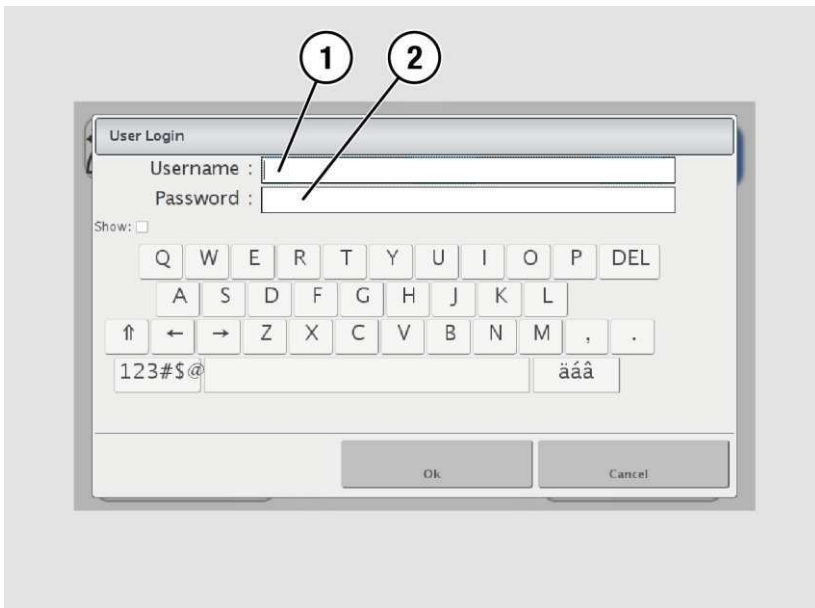 1 2
User Login
Username :
Password :
Show:
Q W E R T Y U I O P DEL
A S D F G H J K L
⇑ ← → Z X C V B N M , .
123#$@ äáâ
Ok Cancel